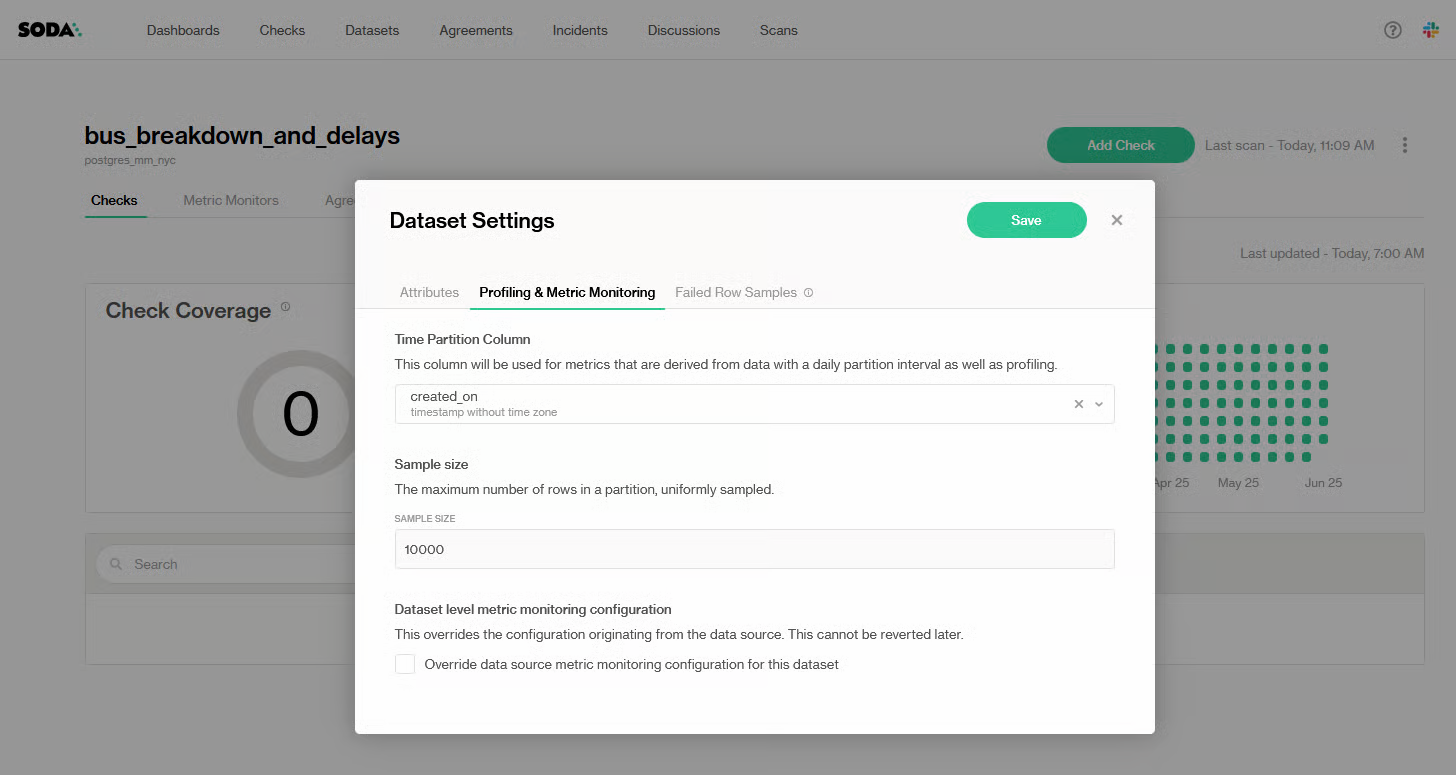 SODA
Dashboards Checks Datasets Agreements Incidents Discussions Scans
bus_breakdown_and_delays
postgres_mm_nyc
Add Check
Last scan - Today, 11:09 AM
Checks Metric Monitors Agree
Last updated - Today, 7:00 AM
Check Coverage
0
Apr 25 May 25 Jun 25
Search
Dataset Settings
Save
Attributes Profiling & Metric Monitoring Failed Row Samples
Time Partition Column
This column will be used for metrics that are derived from data with a daily partition interval as well as profiling.
created_on
timestamp without time zone
Sample size
The maximum number of rows in a partition, uniformly sampled.
SAMPLE SIZE
10000
Dataset level metric monitoring configuration
This overrides the configuration originating from the data source. This cannot be reverted later.
Override data source metric monitoring configuration for this dataset